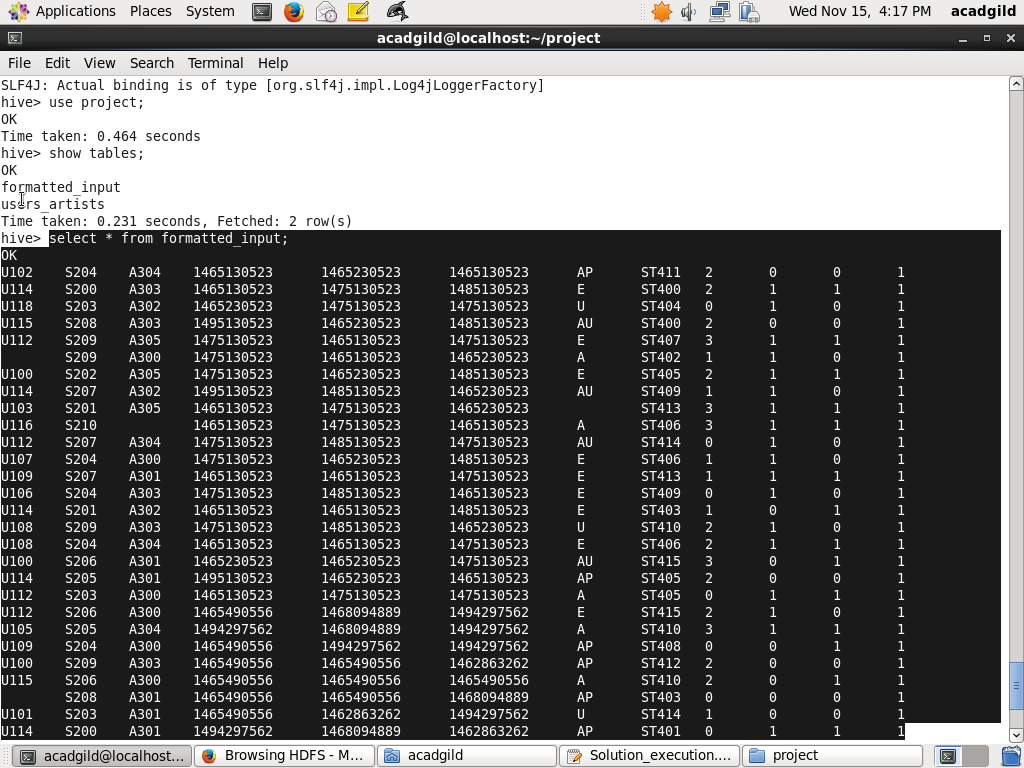 Applications Places System Wed Nov 15, 4:17 PM acadgild
acadgild@localhost:~/project
File Edit View Search Terminal Help
SLF4J: Actual binding is of type [org.slf4j.impl.Log4jLoggerFactory]
hive> use project;
OK
Time taken: 0.464 seconds
hive> show tables;
OK
formatted_input
users_artists
Time taken: 0.231 seconds, Fetched: 2 row(s)
hive> select * from formatted_input;
OK
U102 S204 A304 1465130523 1465230523 1465130523 AP ST411 2 0 0 1
U114 S200 A303 1465130523 1475130523 1485130523 E ST400 2 1 1 1
U118 S203 A302 1465230523 1475130523 1475130523 U ST404 0 1 0 1
U115 S208 A303 1495130523 1465230523 1485130523 AU ST400 2 0 0 1
U112 S209 A305 1475130523 1475130523 1475130523 E ST407 3 1 1 1
S209 A300 1475130523 1465130523 1465230523 A ST402 1 1 0 1
U100 S202 A305 1475130523 1465230523 1485130523 E ST405 2 1 1 1
U114 S207 A302 1495130523 1485130523 1465230523 AU ST409 1 1 0 1
U103 S201 A305 1465130523 1475130523 1465230523 ST413 3 1 1 1
U116 S210 1465130523 1475130523 1465130523 A ST406 3 1 1 1
U112 S207 A304 1475130523 1485130523 1475130523 AU ST414 0 1 0 1
U107 S204 A300 1475130523 1465230523 1485130523 E ST406 1 1 0 1
U109 S207 A301 1465130523 1465130523 1475130523 E ST413 1 1 1 1
U106 S204 A303 1475130523 1485130523 1465130523 E ST409 0 1 0 1
U114 S201 A302 1465130523 1465130523 1485130523 E ST403 1 0 1 1
U108 S209 A303 1475130523 1485130523 1465230523 U ST410 2 1 0 1
U108 S204 A304 1465130523 1465130523 1475130523 E ST406 2 1 1 1
U100 S206 A301 1465230523 1465230523 1475130523 AU ST415 3 0 1 1
U114 S205 A301 1495130523 1465230523 1465130523 AP ST405 2 0 0 1
U112 S203 A300 1465130523 1475130523 1475130523 A ST405 0 1 1 1
U112 S206 A300 1465490556 1468094889 1494297562 E ST415 2 1 0 1
U105 S205 A304 1494297562 1468094889 1494297562 A ST410 3 1 1 1
U109 S204 A300 1465490556 1494297562 1468094889 AP ST408 0 0 1 1
U100 S209 A303 1465490556 1465490556 1462863262 AP ST412 2 0 0 1
U115 S206 A300 1465490556 1465490556 1465490556 A ST410 2 0 1 1
S208 A301 1465490556 1465490556 1468094889 AP ST403 0 0 0 1
U101 S203 A301 1465490556 1462863262 1494297562 U ST414 1 0 0 1
U114 S200 A301 1494297562 1468094889 1462863262 AP ST401 0 1 1 1
acadgild@localhost:... Browsing HDFS - M... acadgild Solution_execution.... project